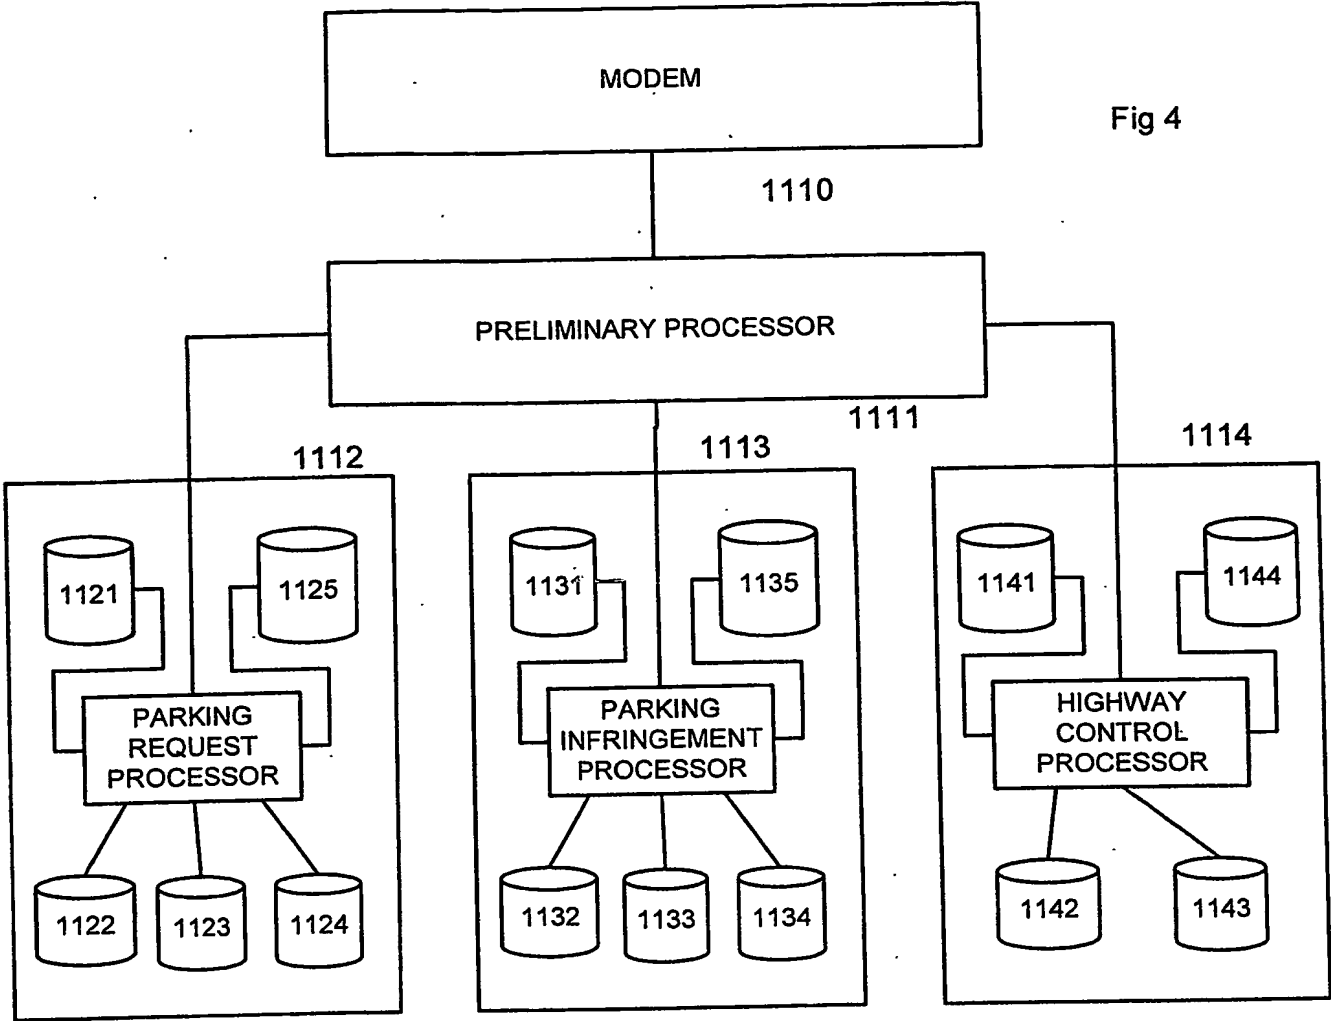 MODEM
Fig 4
1110
PRELIMINARY PROCESSOR
1111
1112
1113
1114
1121
1125
1131
1135
1141
1144
PARKING
REQUEST
PROCESSOR
PARKING
INFRINGEMENT
PROCESSOR
HIGHWAY
CONTROL
PROCESSOR
1122
1123
1124
1132
1133
1134
1142
1143